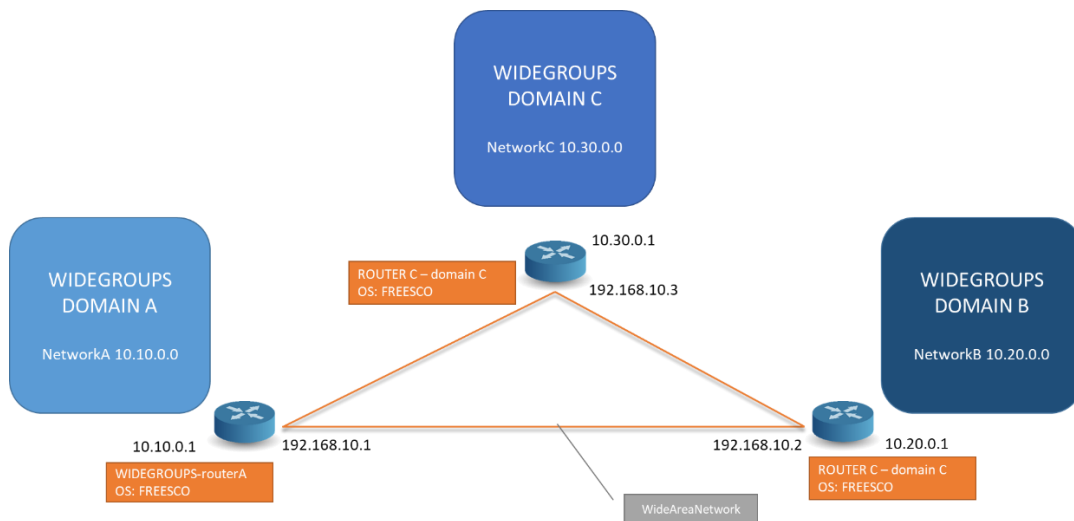 WIDEGROUPS
DOMAIN C
NetworkC 10.30.0.0
WIDEGROUPS
DOMAIN A
NetworkA 10.10.0.0
WIDEGROUPS
DOMAIN B
NetworkB 10.20.0.0
10.30.0.1
ROUTER C – domain C
OS: FREESCO
192.168.10.3
10.10.0.1
192.168.10.1
192.168.10.2
10.20.0.1
WIDEGROUPS-routerA
OS: FREESCO
ROUTER C – domain C
OS: FREESCO
WideAreaNetwork